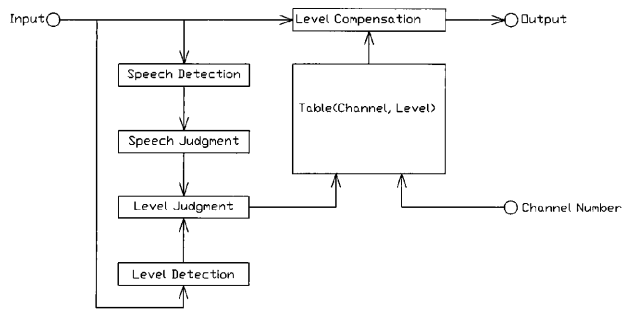 Input
Level Compensation
Output
Speech Detection
Table(Channel, Level)
Speech Judgment
Level Judgment
Channel Number
Level Detection